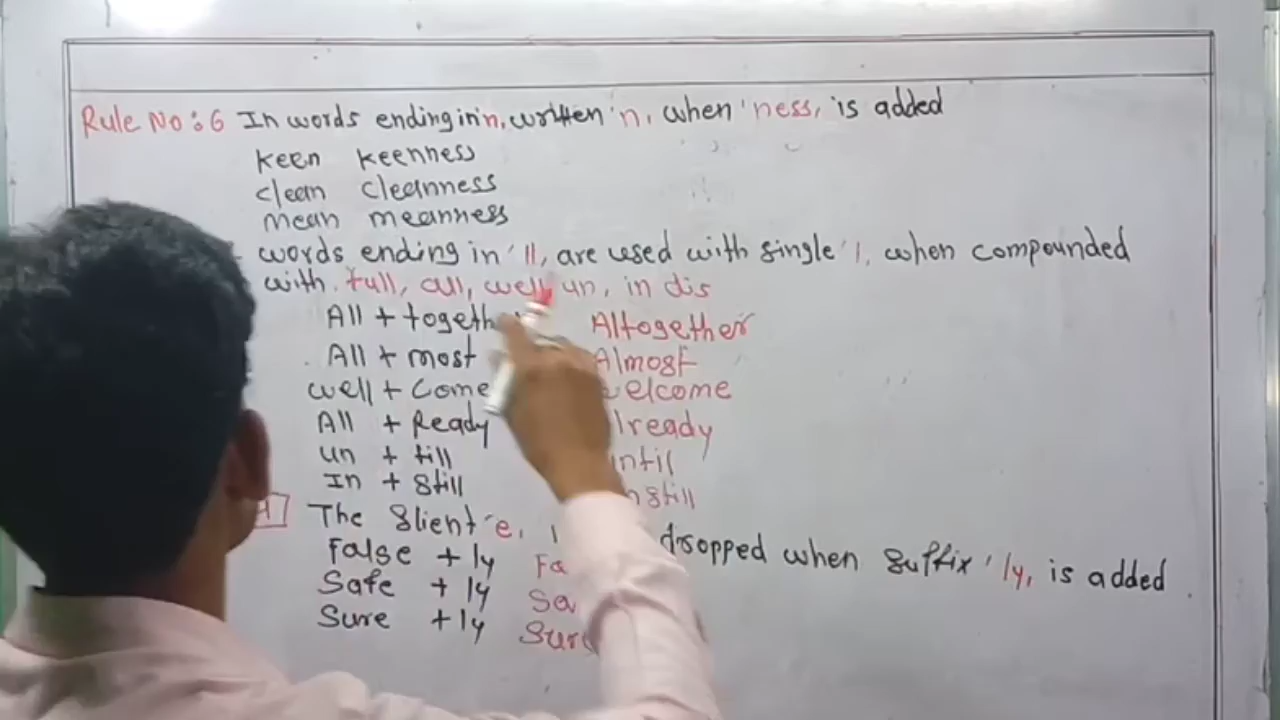 Rule No:6 In words ending in 'n, written 'n, when 'ness, is added
keen keenness
clean cleanness
mean meanness
words ending in 'll, are used with single 'l, when compounded
with full, all, well un, in dis
All + togeth Altogether
All + most Almost
well + Come elcome
All + Ready lready
un + till ntil
In + Still n still
The Slient 'e, dropped when suffix 'ly, is added
False + ly Fa
Safe + ly Sa
Sure + ly Sure